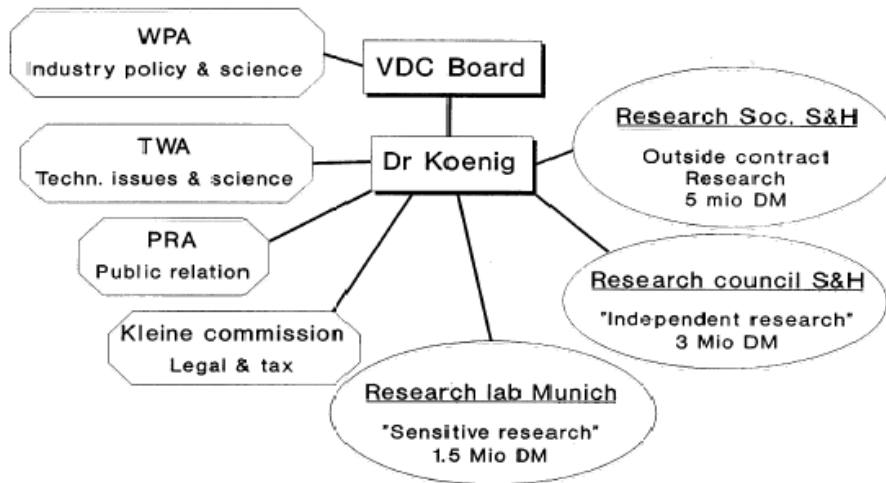 WPA
Industry policy & science
VDC Board
TWA
Techn. issues & science
Dr Koenig
PRA
Public relation
Kleine commission
Legal & tax
Research lab Munich
"Sensitive research"
1.5 Mio DM
Research Soc. S&H
Outside contract
Research
5 mio DM
Research council S&H
"Independent research"
3 Mio DM